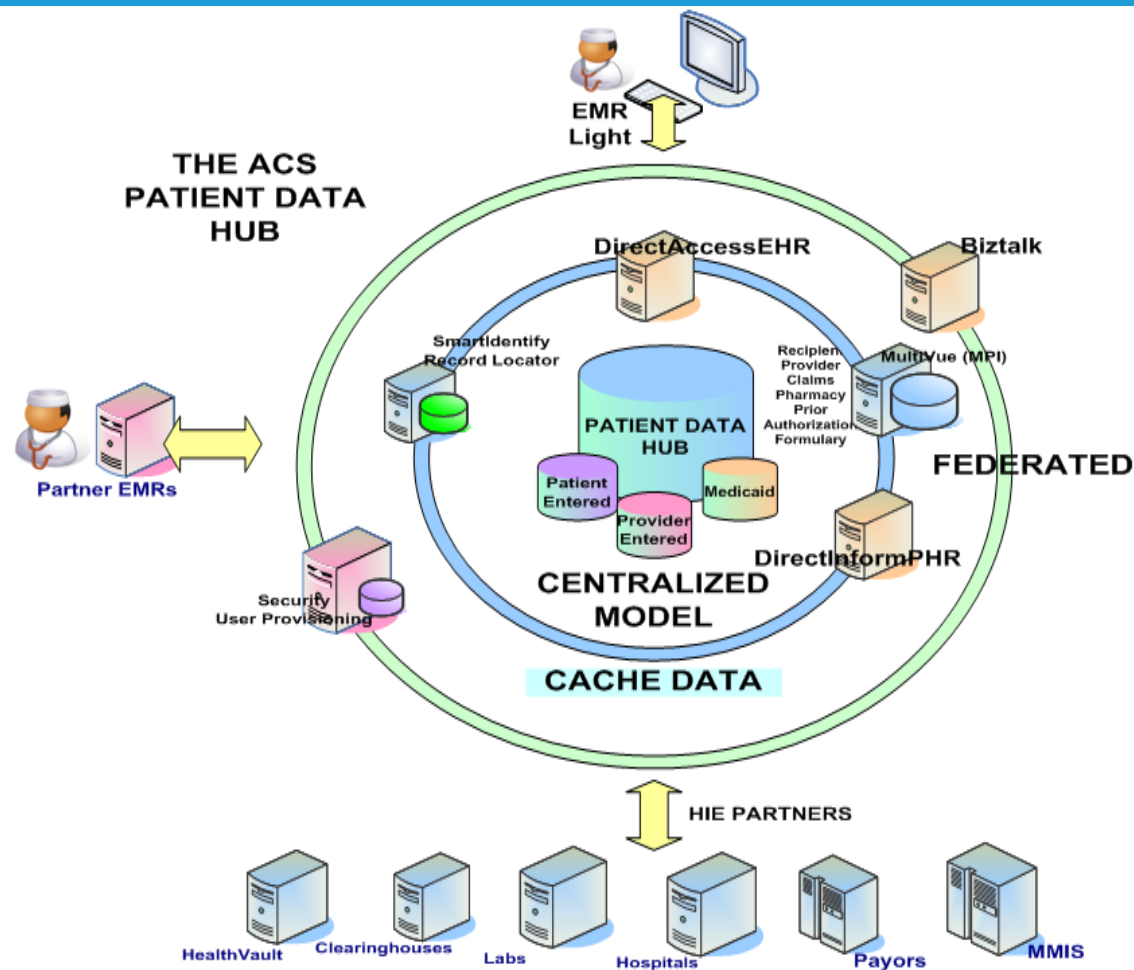 EMR
Light
THE ACS
PATIENT DATA
HUB
DirectAccessEHR
Biztalk
SmartIdentify
Record Locator
Recipient
Provider
Claims
Pharmacy
Prior
Authorization
Formulary
MultiVue (MPI)
PATIENT DATA
HUB
Patient
Entered
Provider
Entered
Medicaid
FEDERATED
Partner EMRs
DirectInformPHR
CENTRALIZED
MODEL
Security
User Provisioning
CACHE DATA
HIE PARTNERS
HealthVault
Clearinghouses
Labs
Hospitals
Payors
MMIS